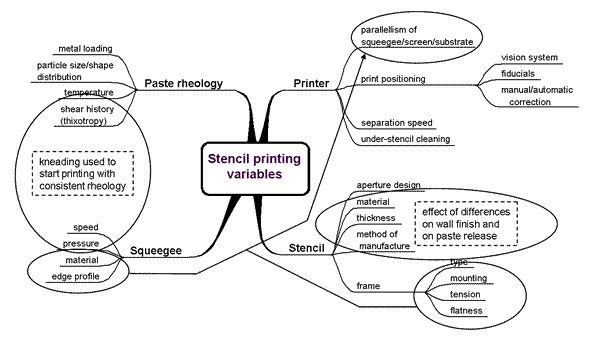 metal loading
particle size/shape
distribution
temperature
shear history
(thixotropy)
Paste rheology
kneading used to
start printing with
consistent rheology
speed
pressure
material
edge profile
Squeegee
Stencil printing
variables
Printer
parallellism of
squeegee/screen/substrate
print positioning
vision system
fiducials
manual/automatic
correction
separation speed
under-stencil cleaning
Stencil
aperture design
material
thickness
method of
manufacture
effect of differences
on wall finish and
on paste release
frame
type
mounting
tension
flatness